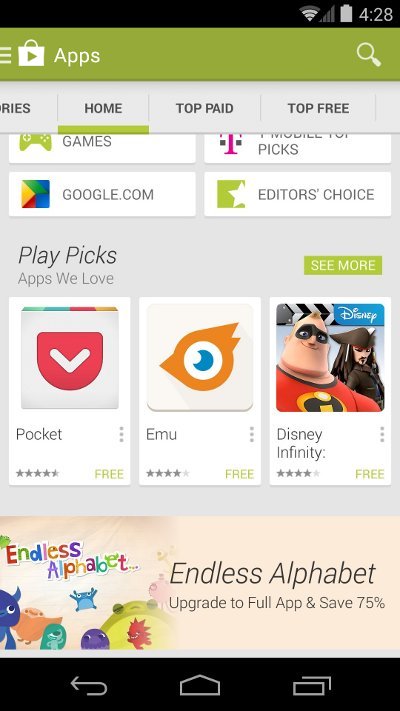 4:28
Apps
ORIES
HOME
TOP PAID
TOP FREE
GAMES
T-MOBILE TOP
PICKS
GOOGLE.COM
EDITORS' CHOICE
Play Picks
Apps We Love
SEE MORE
Disney
Pocket
Emu
Disney
Infinity:
FREE
FREE
FREE
Endless
Alphabet...
Endless Alphabet
Upgrade to Full App & Save 75%